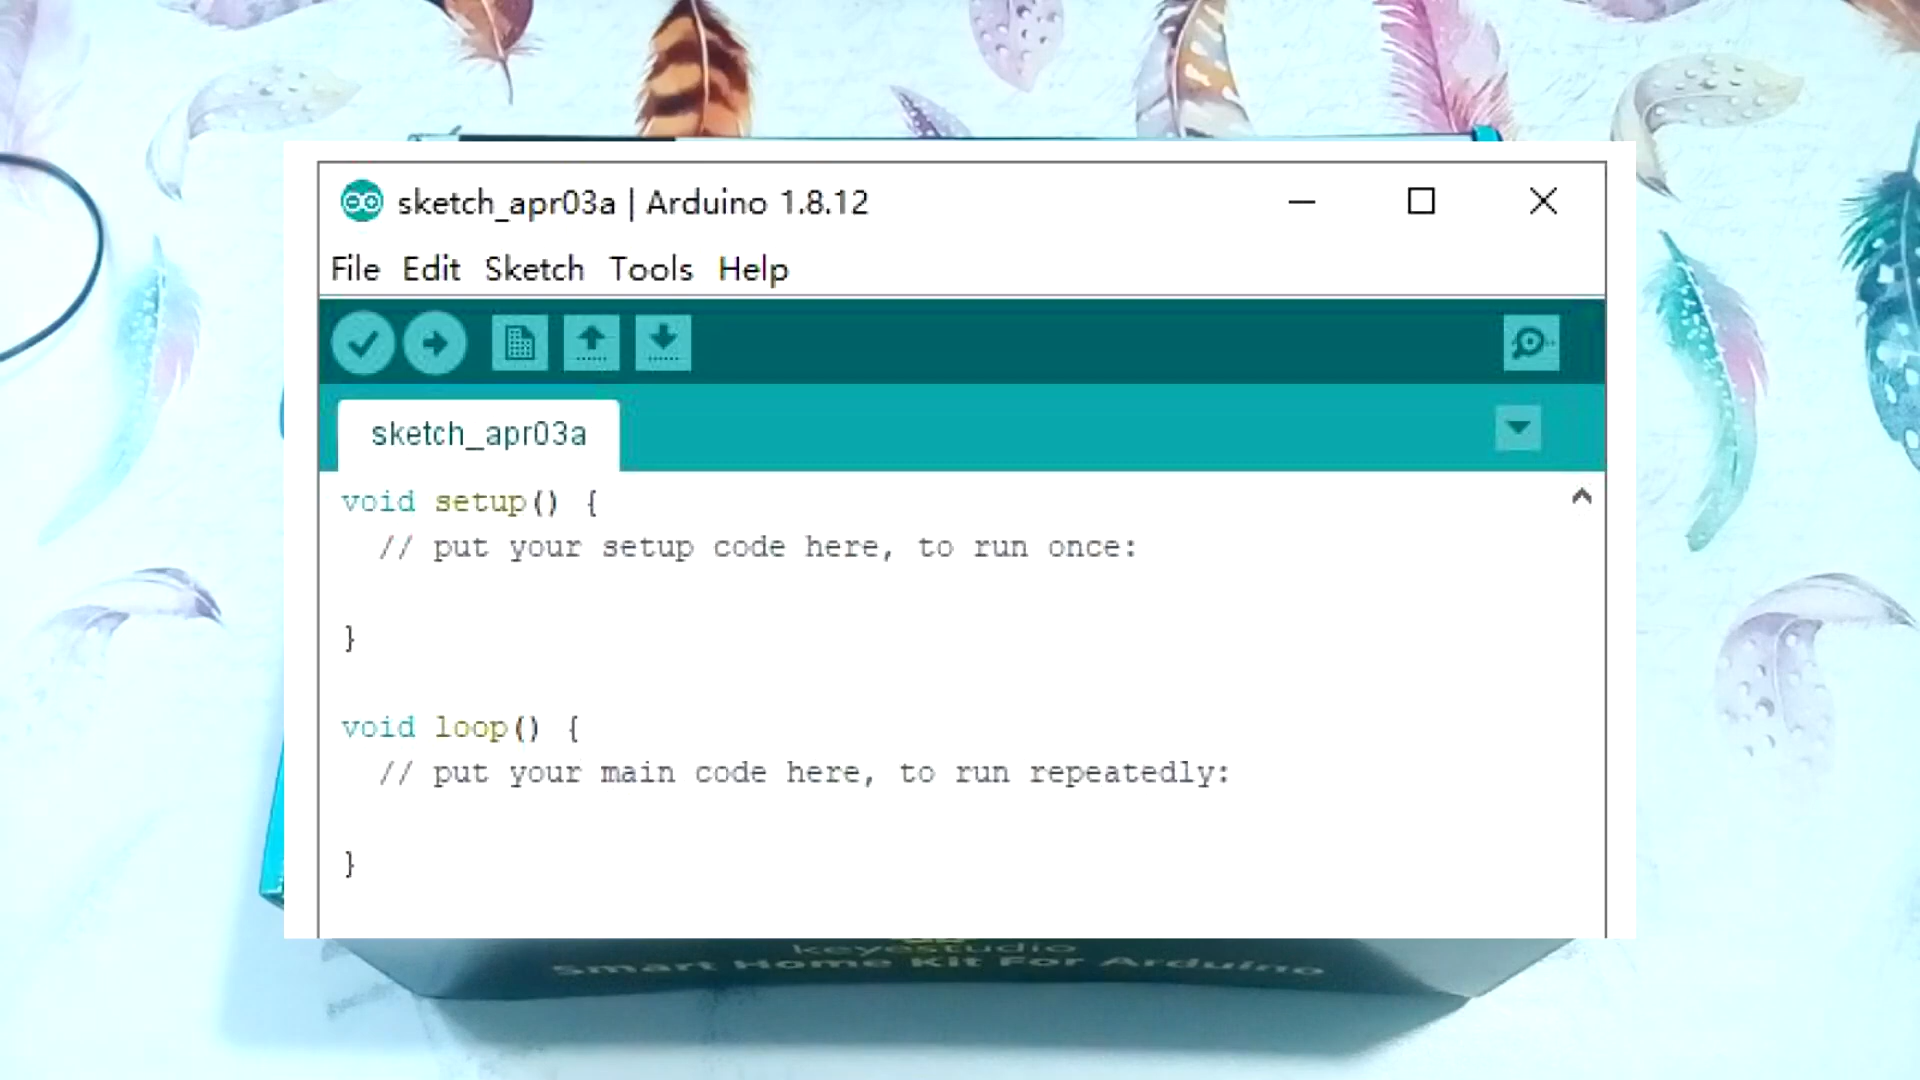 sketch_apr03a | Arduino 1.8.12
File Edit Sketch Tools Help
sketch_apr03a
void setup() {
// put your setup code here, to run once:
}
void loop() {
// put your main code here, to run repeatedly:
}
keyestudio
Smart Home Kit For Arduino